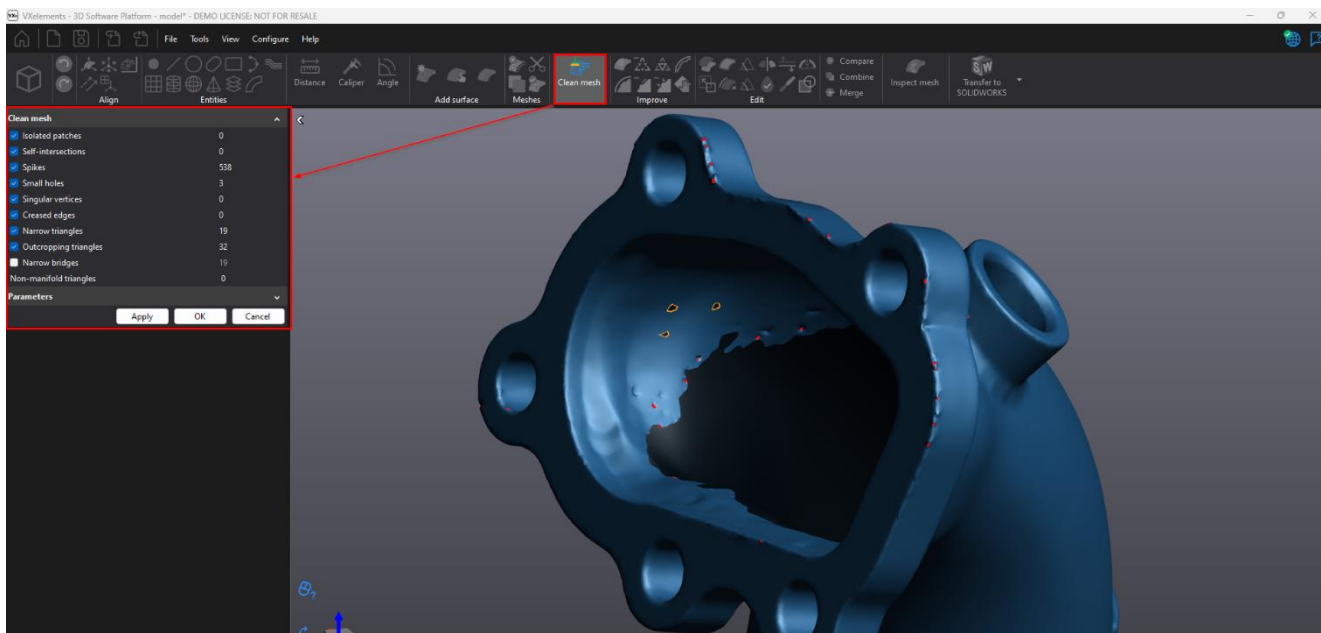 VXelements - 3D Software Platform - model* - DEMO LICENSE: NOT FOR RESALE
File Tools View Configure Help
Distance Caliper Angle Clean mesh Compare Combine Merge Inspect mesh Transfer to SOLIDWORKS
Align Entities Add surface Meshes Improve Edit
Clean mesh
Isolated patches 0
Self-intersections 0
Spikes 538
Small holes 3
Singular vertices 0
Creased edges 0
Narrow triangles 19
Outcropping triangles 32
Narrow bridges 19
Non-manifold triangles 0
Parameters
Apply OK Cancel